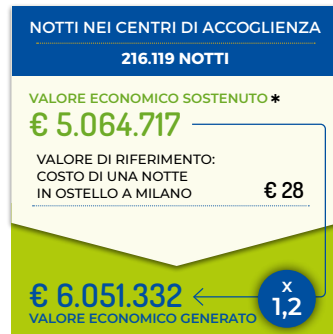 NOTTI NEI CENTRI DI ACCOGLIENZA
216.119 NOTTI
VALORE ECONOMICO SOSTENUTO *
€ 5.064.717
VALORE DI RIFERIMENTO:
COSTO DI UNA NOTTE
IN OSTELLO A MILANO € 28
€ 6.051.332
VALORE ECONOMICO GENERATO
x
1,2